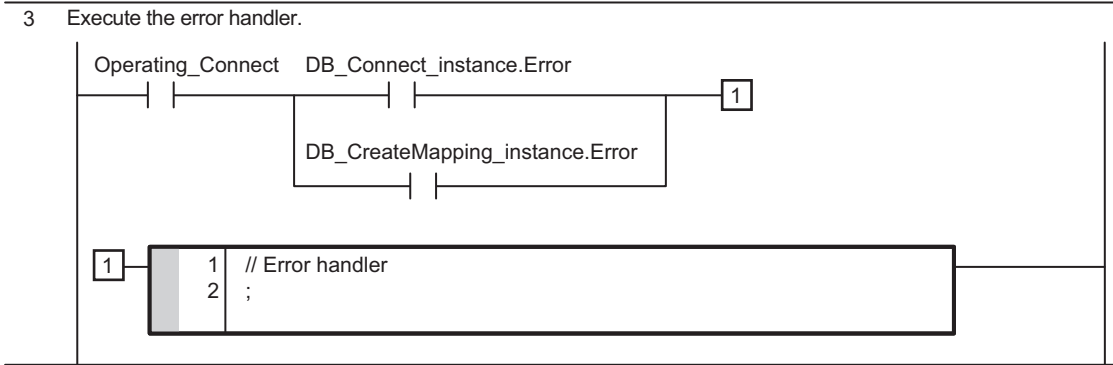 3 Execute the error handler.
Operating_Connect DB_Connect_instance.Error
1
DB_CreateMapping_instance.Error
1
1 // Error handler
2 ;